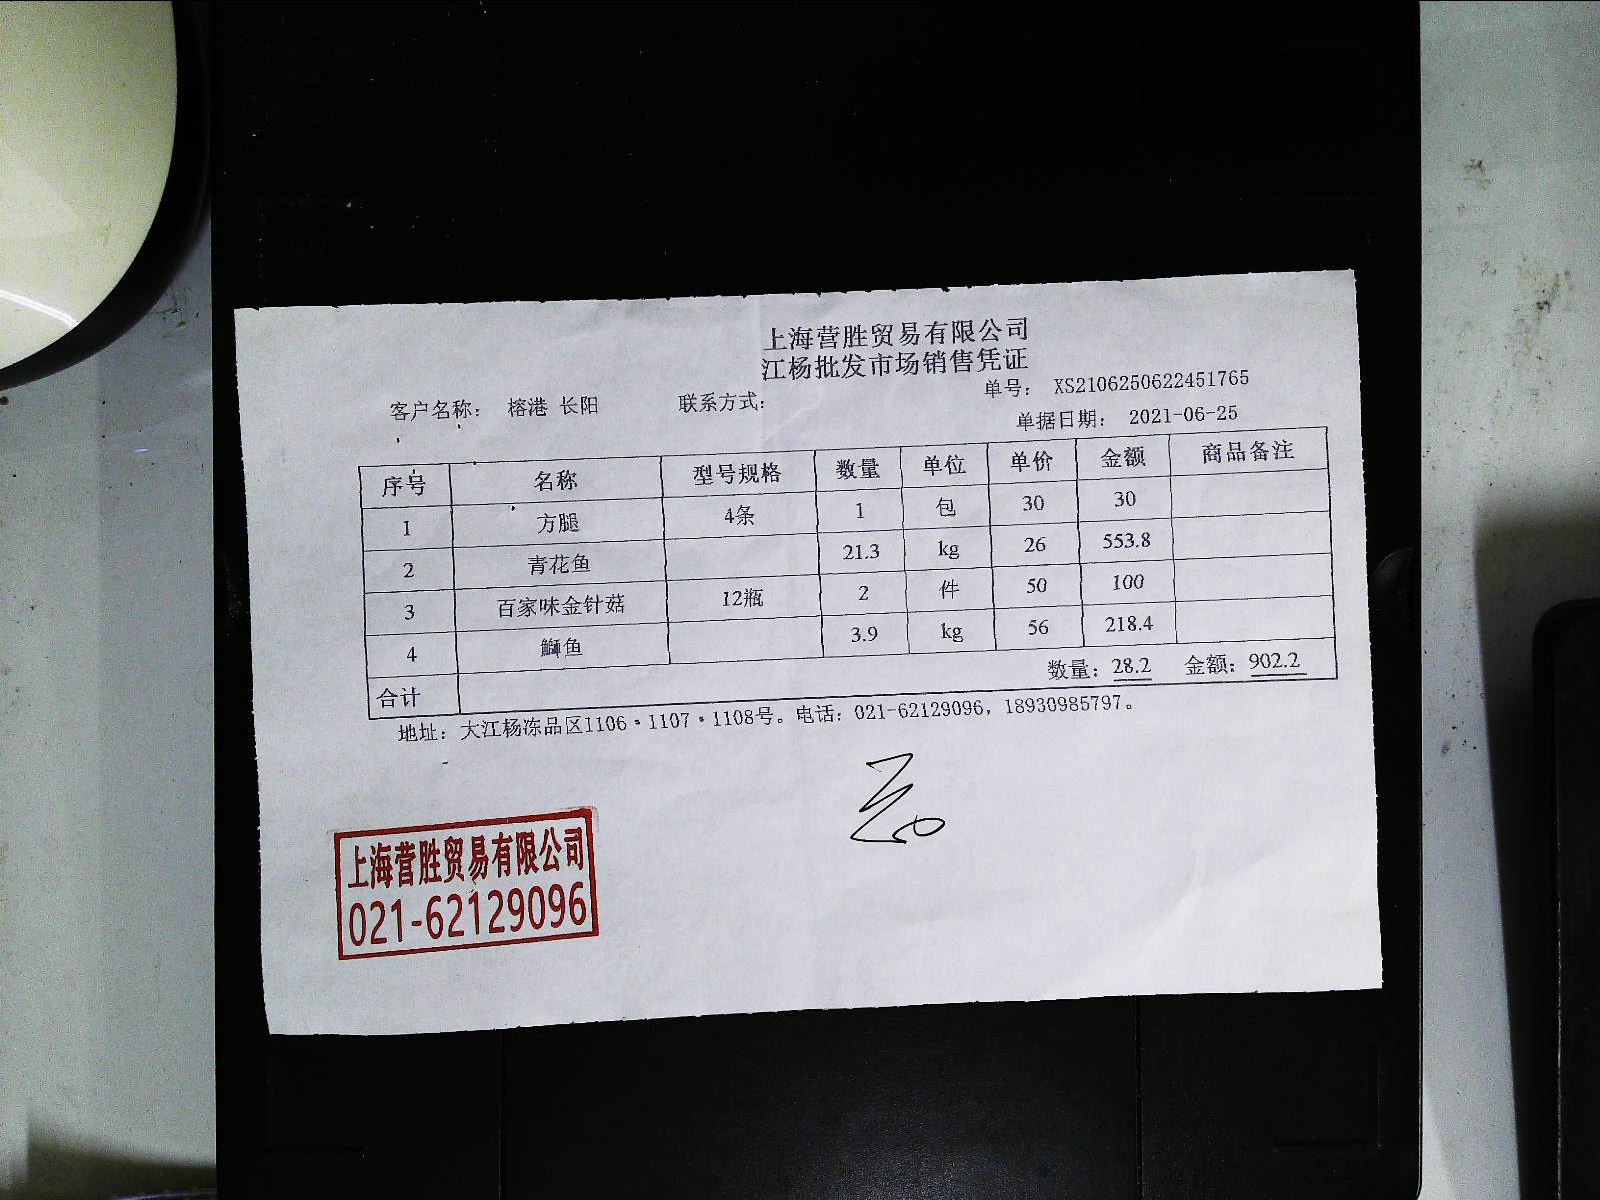 上海营胜贸易有限公司
江杨批发市场销售凭证
客户名称： 榕港 长阳 联系方式： 单号： XS2106250622451765
单据日期： 2021-06-25
序号 名称 型号规格 数量 单位 单价 金额 商品备注
1 方腿 4条 1 包 30 30
2 青花鱼 21.3 kg 26 553.8
3 百家味金针菇 12瓶 2 件 50 100
4 鰤鱼 3.9 kg 56 218.4
合计 数量：28.2 金额：902.2
地址：大江杨冻品区1106·1107·1108号。电话：021-62129096，18930985797。
上海营胜贸易有限公司
021-62129096